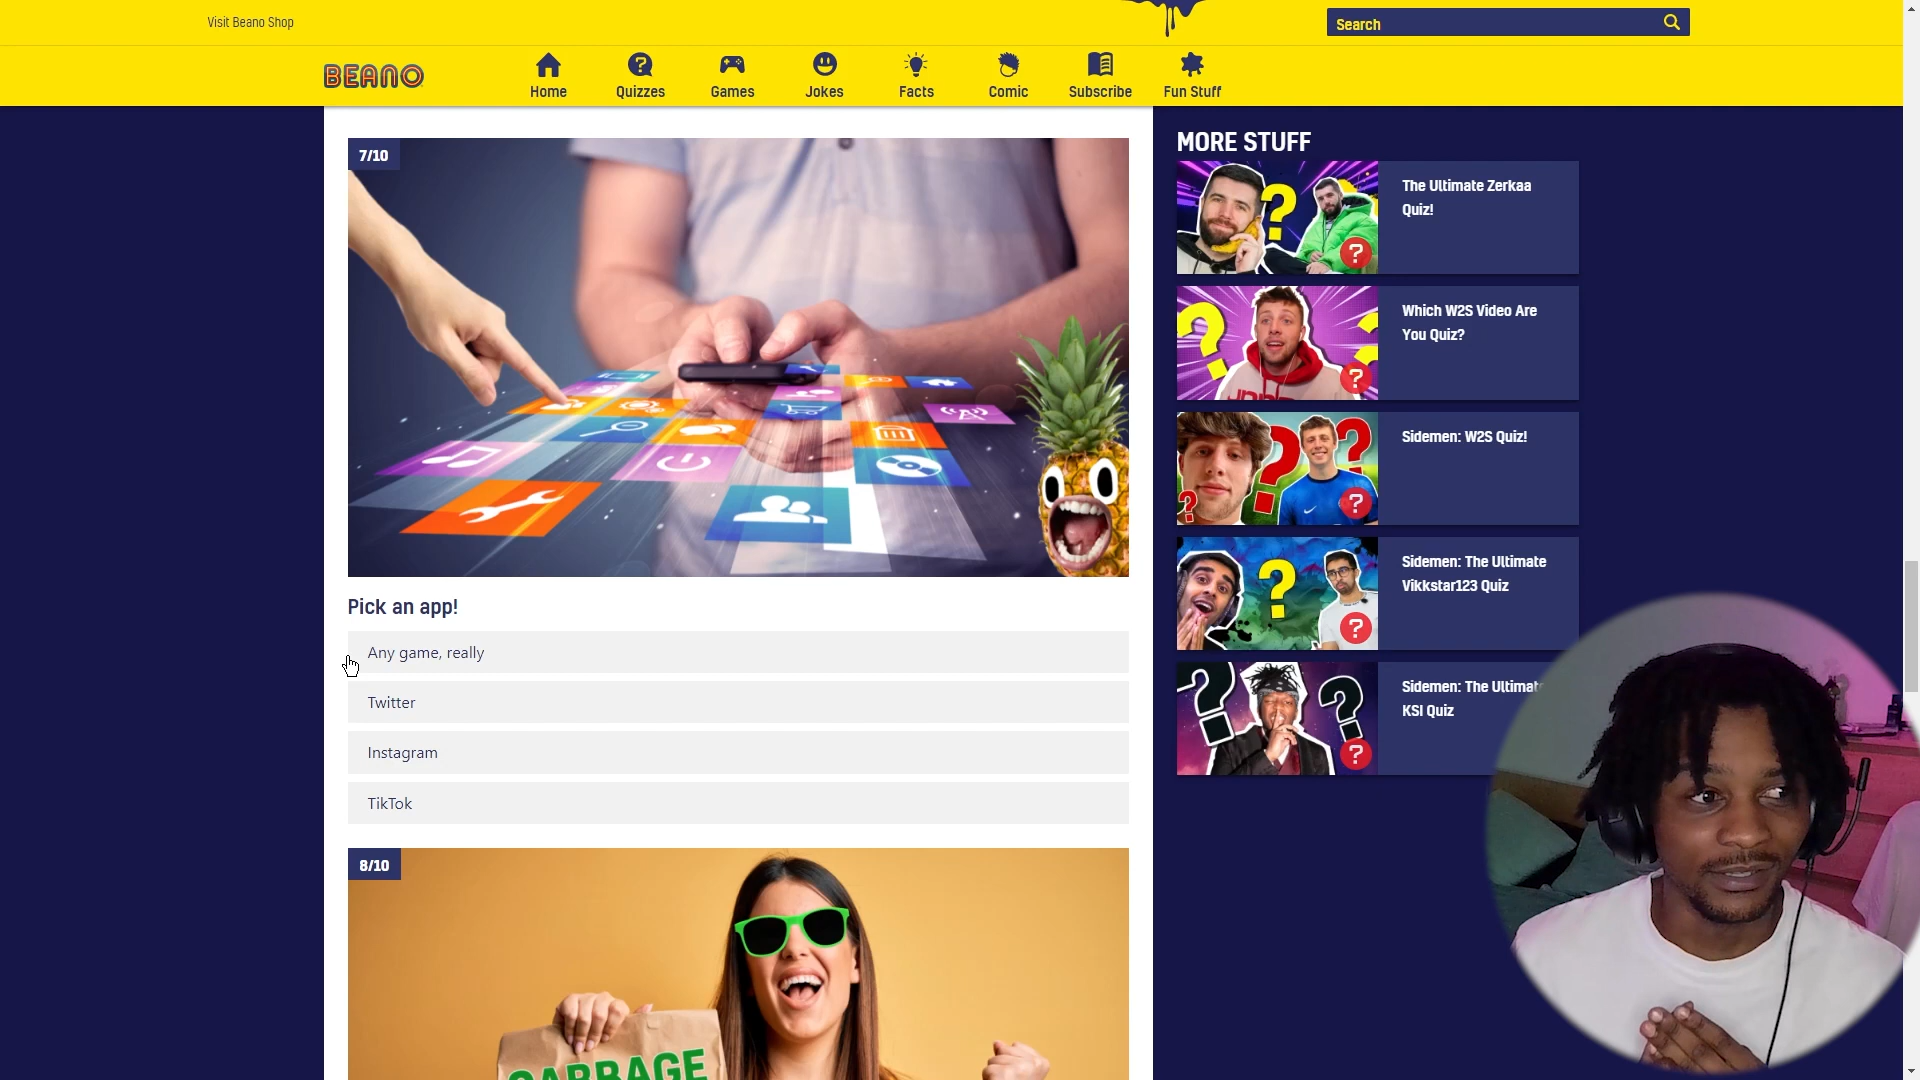 Visit Beano Shop
Search
BEANO
Home
Quizzes
Games
Jokes
Facts
Comic
Subscribe
Fun Stuff
7/10
Pick an app!
Any game, really
Twitter
Instagram
TikTok
8/10
GARBAGE
MORE STUFF
The Ultimate Zerkaa
Quiz!
Which W2S Video Are
You Quiz?
Sidemen: W2S Quiz!
Sidemen: The Ultimate
Vikkstar123 Quiz
Sidemen: The Ultimate
KSI Quiz